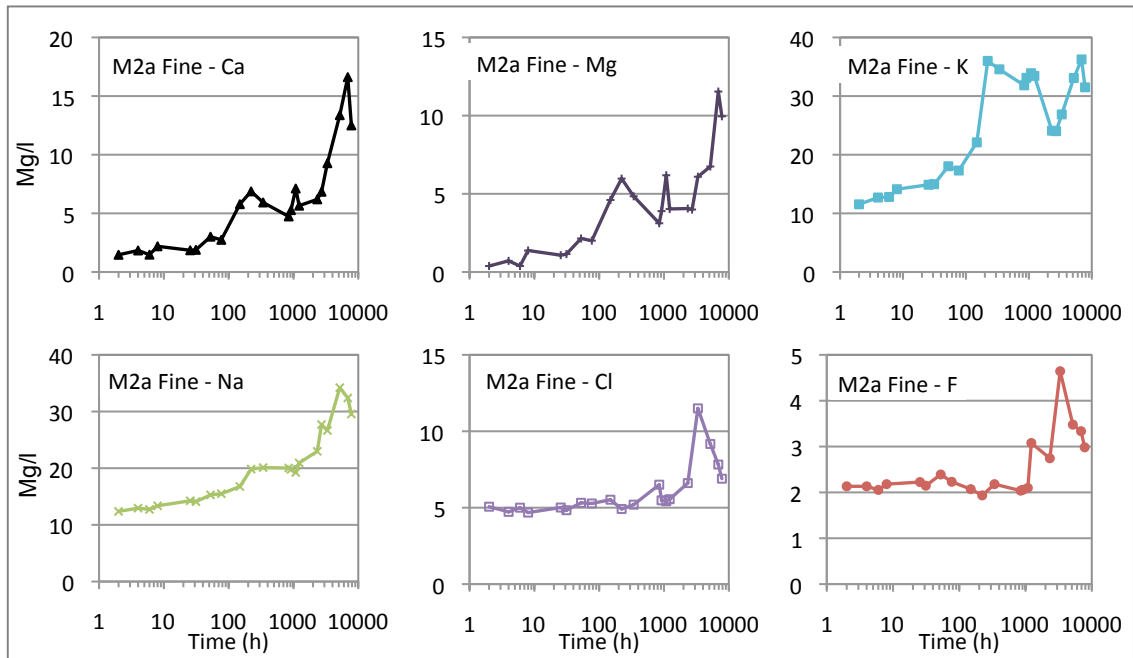 M2a Fine - Ca
20
15
10
5
0
Mg/l
1 10 100 1000 10000
M2a Fine - Mg
15
10
5
0
1 10 100 1000 10000
M2a Fine - K
40
30
20
10
0
1 10 100 1000 10000
M2a Fine - Na
40
30
20
10
0
Mg/l
1 10 100 1000 10000
Time (h)
M2a Fine - Cl
15
10
5
0
1 10 100 1000 10000
Time (h)
M2a Fine - F
5
4
3
2
1
0
1 10 100 1000 10000
Time (h)